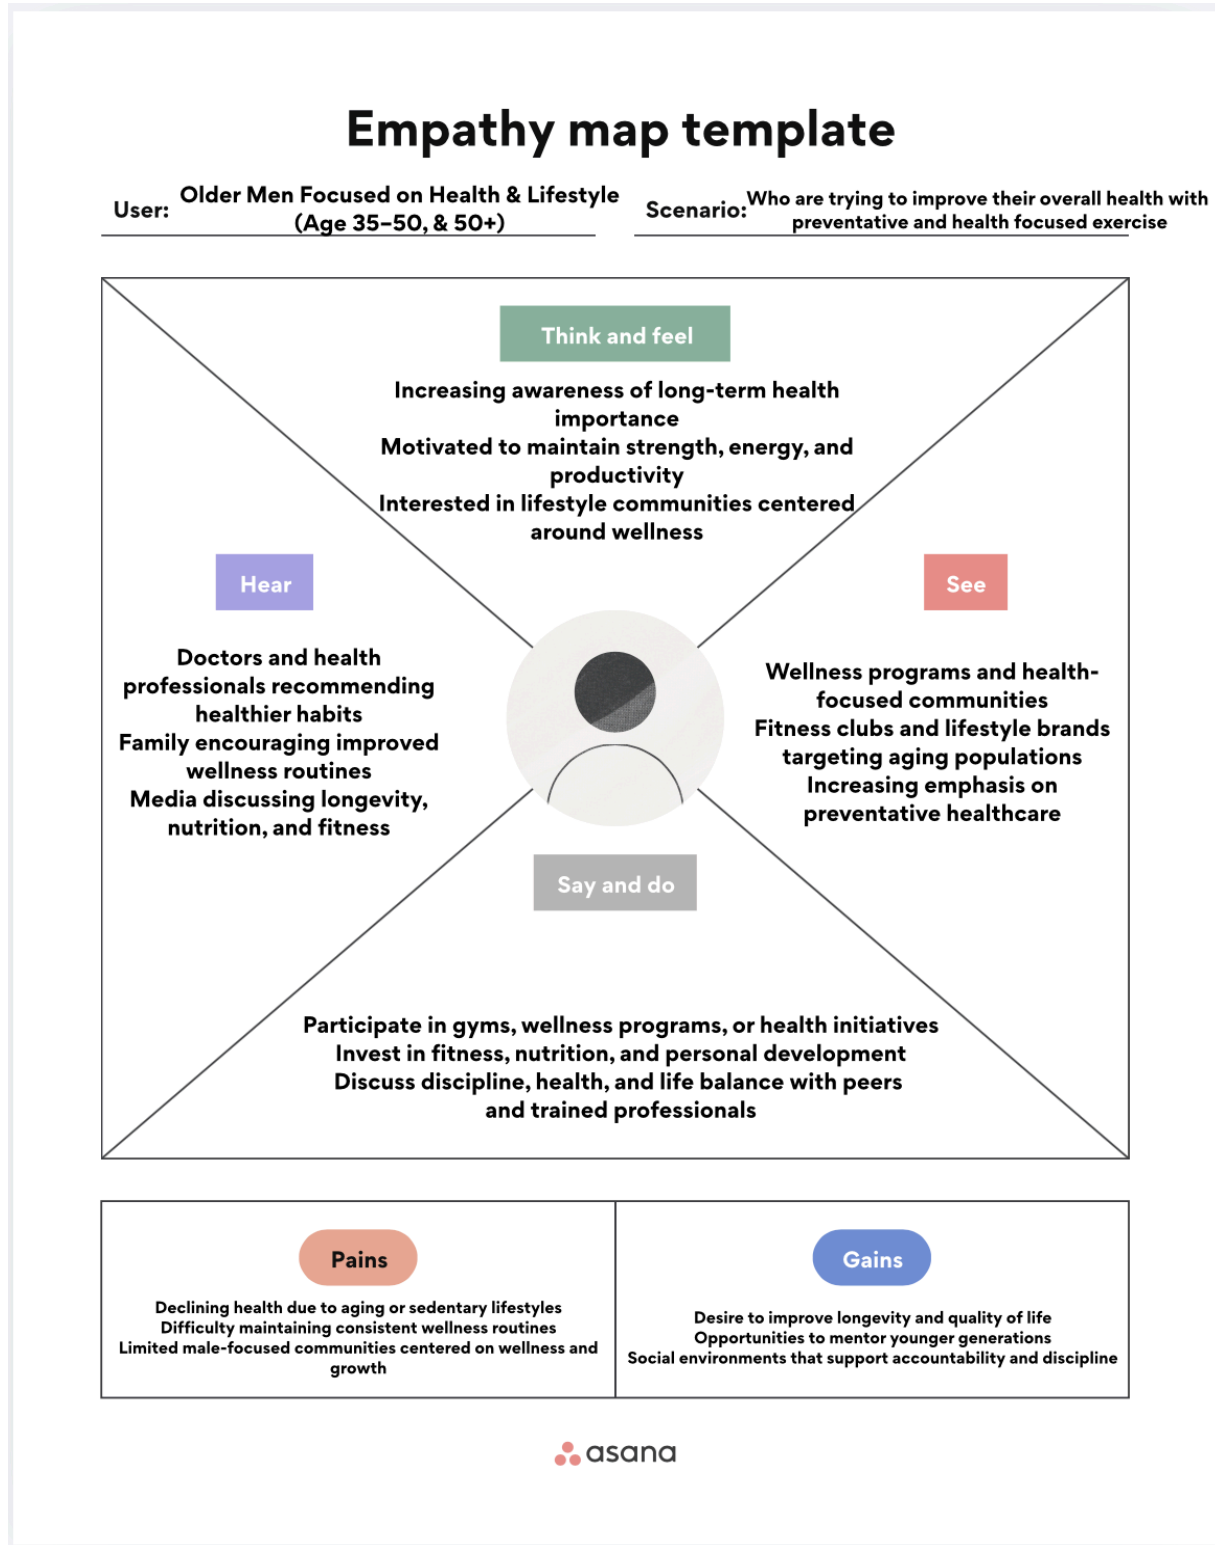 Empathy map template
User: Older Men Focused on Health & Lifestyle
(Age 35–50, & 50+)
Scenario: Who are trying to improve their overall health with
preventative and health focused exercise
Think and feel
Increasing awareness of long-term health
importance
Motivated to maintain strength, energy, and
productivity
Interested in lifestyle communities centered
around wellness
Hear
Doctors and health
professionals recommending
healthier habits
Family encouraging improved
wellness routines
Media discussing longevity,
nutrition, and fitness
See
Wellness programs and health-
focused communities
Fitness clubs and lifestyle brands
targeting aging populations
Increasing emphasis on
preventative healthcare
Say and do
Participate in gyms, wellness programs, or health initiatives
Invest in fitness, nutrition, and personal development
Discuss discipline, health, and life balance with peers
and trained professionals
Pains
Declining health due to aging or sedentary lifestyles
Difficulty maintaining consistent wellness routines
Limited male-focused communities centered on wellness and
growth
Gains
Desire to improve longevity and quality of life
Opportunities to mentor younger generations
Social environments that support accountability and discipline
asana